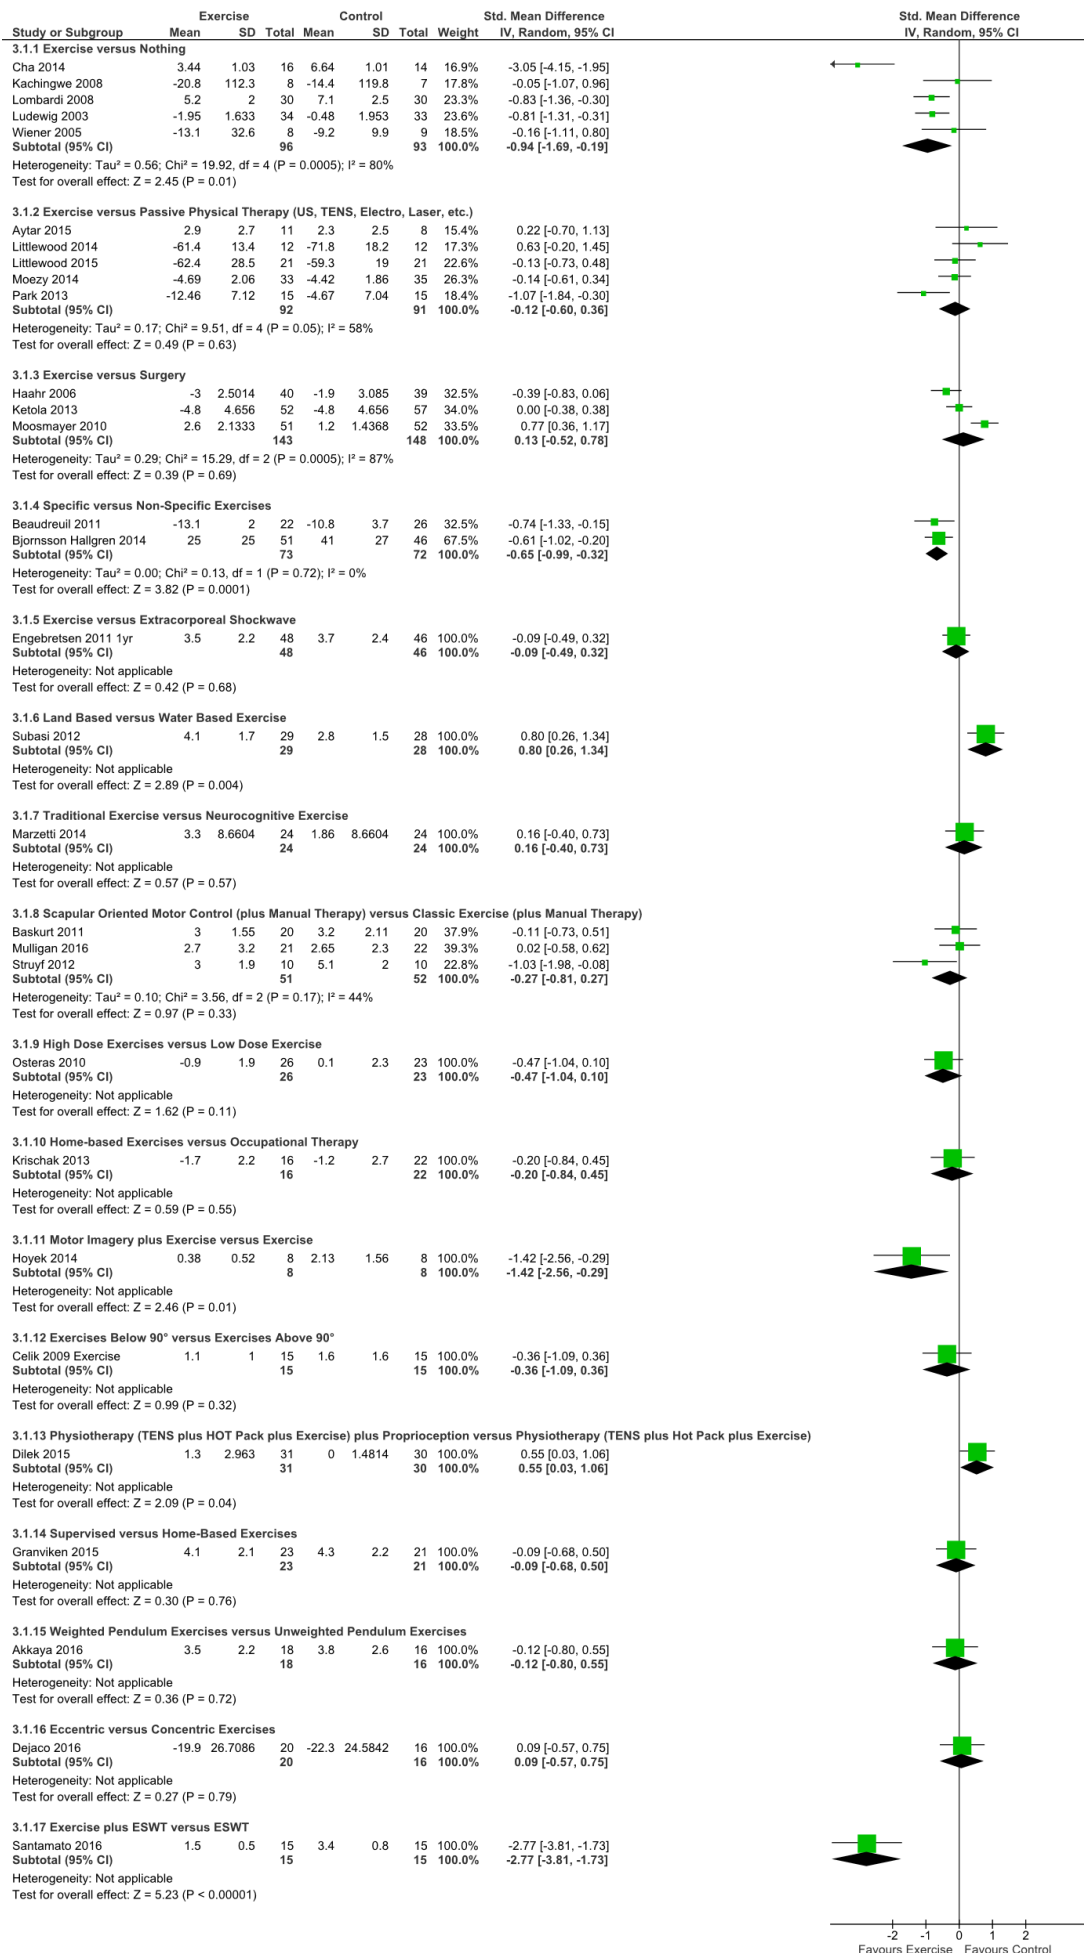 Exercise Control Std. Mean Difference Std. Mean Difference
Study or Subgroup Mean SD Total Mean SD Total Weight IV, Random, 95% CI IV, Random, 95% CI
3.1.1 Exercise versus Nothing
Cha 2014 3.44 1.03 16 6.64 1.01 14 16.9% -3.05 [-4.15, -1.95]
Kachingwe 2008 -20.8 112.3 8 -14.4 119.8 7 17.8% -0.05 [-1.07, 0.96]
Lombardi 2008 5.2 2 30 7.1 2.5 30 23.3% -0.83 [-1.36, -0.30]
Ludewig 2003 -1.95 1.633 34 -0.48 1.953 33 23.6% -0.81 [-1.31, -0.31]
Wiener 2005 -13.1 32.6 8 -9.2 9.9 9 18.5% -0.16 [-1.11, 0.80]
Subtotal (95% CI) 96 93 100.0% -0.94 [-1.69, -0.19]
Heterogeneity: Tau² = 0.56; Chi² = 19.92, df = 4 (P = 0.0005); I² = 80%
Test for overall effect: Z = 2.45 (P = 0.01)
3.1.2 Exercise versus Passive Physical Therapy (US, TENS, Electro, Laser, etc.)
Aytar 2015 2.9 2.7 11 2.3 2.5 8 15.4% 0.22 [-0.70, 1.13]
Littlewood 2014 -61.4 13.4 12 -71.8 18.2 12 17.3% 0.63 [-0.20, 1.45]
Littlewood 2015 -62.4 28.5 21 -59.3 19 21 22.6% -0.13 [-0.73, 0.48]
Moezy 2014 -4.69 2.06 33 -4.42 1.86 35 26.3% -0.14 [-0.61, 0.34]
Park 2013 -12.46 7.12 15 -4.67 7.04 15 18.4% -1.07 [-1.84, -0.30]
Subtotal (95% CI) 92 91 100.0% -0.12 [-0.60, 0.36]
Heterogeneity: Tau² = 0.17; Chi² = 9.51, df = 4 (P = 0.05); I² = 58%
Test for overall effect: Z = 0.49 (P = 0.63)
3.1.3 Exercise versus Surgery
Haahr 2006 -3 2.5014 40 -1.9 3.085 39 32.5% -0.39 [-0.83, 0.06]
Ketola 2013 -4.8 4.656 52 -4.8 4.656 57 34.0% 0.00 [-0.38, 0.38]
Moosmayer 2010 2.6 2.1333 51 1.2 1.4368 52 33.5% 0.77 [0.36, 1.17]
Subtotal (95% CI) 143 148 100.0% 0.13 [-0.52, 0.78]
Heterogeneity: Tau² = 0.29; Chi² = 15.29, df = 2 (P = 0.0005); I² = 87%
Test for overall effect: Z = 0.39 (P = 0.69)
3.1.4 Specific versus Non-Specific Exercises
Beaudreuil 2011 -13.1 2 22 -10.8 3.7 26 32.5% -0.74 [-1.33, -0.15]
Bjornsson Hallgren 2014 25 25 51 41 27 46 67.5% -0.61 [-1.02, -0.20]
Subtotal (95% CI) 73 72 100.0% -0.65 [-0.99, -0.32]
Heterogeneity: Tau² = 0.00; Chi² = 0.13, df = 1 (P = 0.72); I² = 0%
Test for overall effect: Z = 3.82 (P = 0.0001)
3.1.5 Exercise versus Extracorporeal Shockwave
Engebretsen 2011 1yr 3.5 2.2 48 3.7 2.4 46 100.0% -0.09 [-0.49, 0.32]
Subtotal (95% CI) 48 46 100.0% -0.09 [-0.49, 0.32]
Heterogeneity: Not applicable
Test for overall effect: Z = 0.42 (P = 0.68)
3.1.6 Land Based versus Water Based Exercise
Subasi 2012 4.1 1.7 29 2.8 1.5 28 100.0% 0.80 [0.26, 1.34]
Subtotal (95% CI) 29 28 100.0% 0.80 [0.26, 1.34]
Heterogeneity: Not applicable
Test for overall effect: Z = 2.89 (P = 0.004)
3.1.7 Traditional Exercise versus Neurocognitive Exercise
Marzetti 2014 3.3 8.6604 24 1.86 8.6604 24 100.0% 0.16 [-0.40, 0.73]
Subtotal (95% CI) 24 24 100.0% 0.16 [-0.40, 0.73]
Heterogeneity: Not applicable
Test for overall effect: Z = 0.57 (P = 0.57)
3.1.8 Scapular Oriented Motor Control (plus Manual Therapy) versus Classic Exercise (plus Manual Therapy)
Baskurt 2011 3 1.55 20 3.2 2.11 20 37.9% -0.11 [-0.73, 0.51]
Mulligan 2016 2.7 3.2 21 2.65 2.3 22 39.3% 0.02 [-0.58, 0.62]
Struyf 2012 3 1.9 10 5.1 2 10 22.8% -1.03 [-1.98, -0.08]
Subtotal (95% CI) 51 52 100.0% -0.27 [-0.81, 0.27]
Heterogeneity: Tau² = 0.10; Chi² = 3.56, df = 2 (P = 0.17); I² = 44%
Test for overall effect: Z = 0.97 (P = 0.33)
3.1.9 High Dose Exercises versus Low Dose Exercise
Osteras 2010 -0.9 1.9 26 0.1 2.3 23 100.0% -0.47 [-1.04, 0.10]
Subtotal (95% CI) 26 23 100.0% -0.47 [-1.04, 0.10]
Heterogeneity: Not applicable
Test for overall effect: Z = 1.62 (P = 0.11)
3.1.10 Home-based Exercises versus Occupational Therapy
Krischak 2013 -1.7 2.2 16 -1.2 2.7 22 100.0% -0.20 [-0.84, 0.45]
Subtotal (95% CI) 16 22 100.0% -0.20 [-0.84, 0.45]
Heterogeneity: Not applicable
Test for overall effect: Z = 0.59 (P = 0.55)
3.1.11 Motor Imagery plus Exercise versus Exercise
Hoyek 2014 0.38 0.52 8 2.13 1.56 8 100.0% -1.42 [-2.56, -0.29]
Subtotal (95% CI) 8 8 100.0% -1.42 [-2.56, -0.29]
Heterogeneity: Not applicable
Test for overall effect: Z = 2.46 (P = 0.01)
3.1.12 Exercises Below 90° versus Exercises Above 90°
Celik 2009 Exercise 1.1 1 15 1.6 1.6 15 100.0% -0.36 [-1.09, 0.36]
Subtotal (95% CI) 15 15 100.0% -0.36 [-1.09, 0.36]
Heterogeneity: Not applicable
Test for overall effect: Z = 0.99 (P = 0.32)
3.1.13 Physiotherapy (TENS plus HOT Pack plus Exercise) plus Proprioception versus Physiotherapy (TENS plus Hot Pack plus Exercise)
Dilek 2015 1.3 2.963 31 0 1.4814 30 100.0% 0.55 [0.03, 1.06]
Subtotal (95% CI) 31 30 100.0% 0.55 [0.03, 1.06]
Heterogeneity: Not applicable
Test for overall effect: Z = 2.09 (P = 0.04)
3.1.14 Supervised versus Home-Based Exercises
Granviken 2015 4.1 2.1 23 4.3 2.2 21 100.0% -0.09 [-0.68, 0.50]
Subtotal (95% CI) 23 21 100.0% -0.09 [-0.68, 0.50]
Heterogeneity: Not applicable
Test for overall effect: Z = 0.30 (P = 0.76)
3.1.15 Weighted Pendulum Exercises versus Unweighted Pendulum Exercises
Akkaya 2016 3.5 2.2 18 3.8 2.6 16 100.0% -0.12 [-0.80, 0.55]
Subtotal (95% CI) 18 16 100.0% -0.12 [-0.80, 0.55]
Heterogeneity: Not applicable
Test for overall effect: Z = 0.36 (P = 0.72)
3.1.16 Eccentric versus Concentric Exercises
Dejaco 2016 -19.9 26.7086 20 -22.3 24.5842 16 100.0% 0.09 [-0.57, 0.75]
Subtotal (95% CI) 20 16 100.0% 0.09 [-0.57, 0.75]
Heterogeneity: Not applicable
Test for overall effect: Z = 0.27 (P = 0.79)
3.1.17 Exercise plus ESWT versus ESWT
Santamato 2016 1.5 0.5 15 3.4 0.8 15 100.0% -2.77 [-3.81, -1.73]
Subtotal (95% CI) 15 15 100.0% -2.77 [-3.81, -1.73]
Heterogeneity: Not applicable
Test for overall effect: Z = 5.23 (P < 0.00001)
-2 -1 0 1 2
Favours Exercise Favours Control